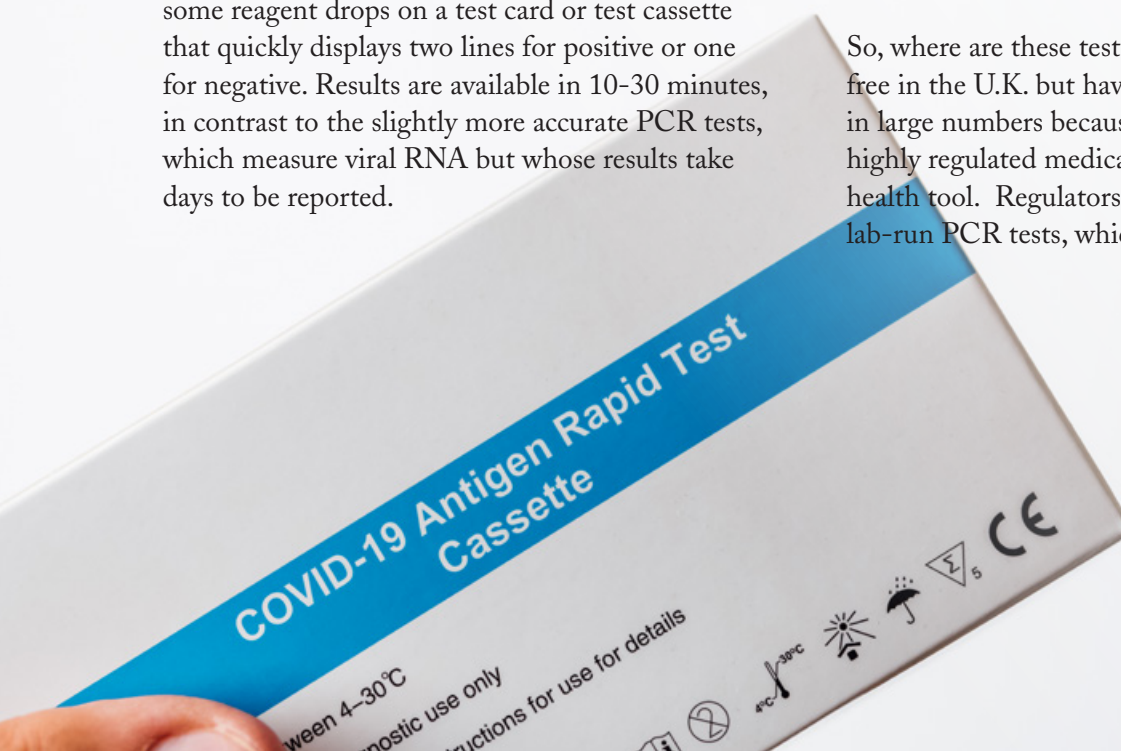 some reagent drops on a test card or test cassette
that quickly displays two lines for positive or one
for negative. Results are available in 10-30 minutes,
in contrast to the slightly more accurate PCR tests,
which measure viral RNA but whose results take
days to be reported.
So, where are these test
free in the U.K. but hav
in large numbers becaus
highly regulated medica
health tool.  Regulators
lab-run PCR tests, whic
COVID-19 Antigen Rapid Test
Cassette
ween 4–30°C
nostic use only
ructions for use for details
4°C
30°C
Σ 5
CE